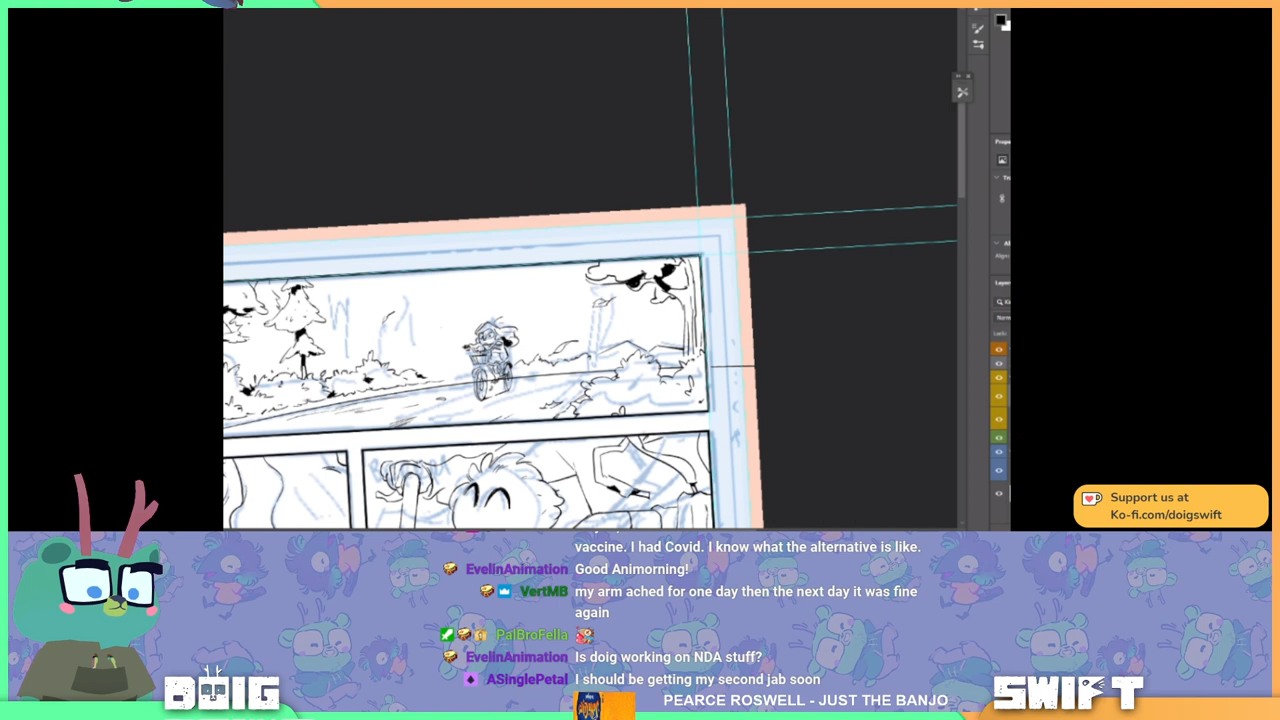 Support us at
Ko-fi.com/doigswift
vaccine. I had Covid. I know what the alternative is like.
EvelinAnimation Good Animorning!
VertMB my arm ached for one day then the next day it was fine
again
PalBroFella
EvelinAnimation Is doig working on NDA stuff?
ASinglePetal I should be getting my second jab soon
PEARCE ROSWELL - JUST THE BANJO
DOIG
SWIFT